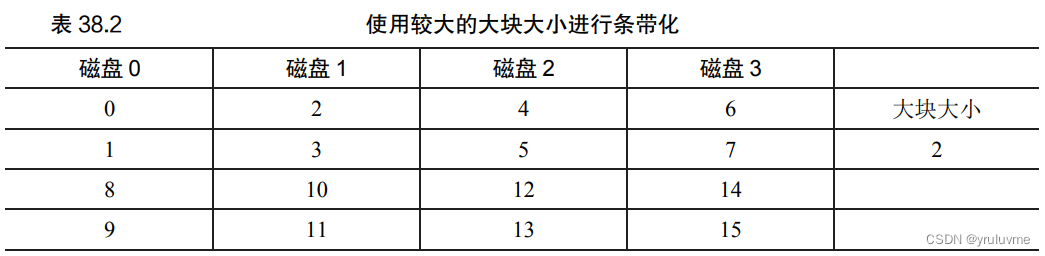 表 38.2 使用较大的大块大小进行条带化
磁盘 0 磁盘 1 磁盘 2 磁盘 3
0 2 4 6 大块大小
1 3 5 7 2
8 10 12 14
9 11 13 15
CSDN @yruluvme